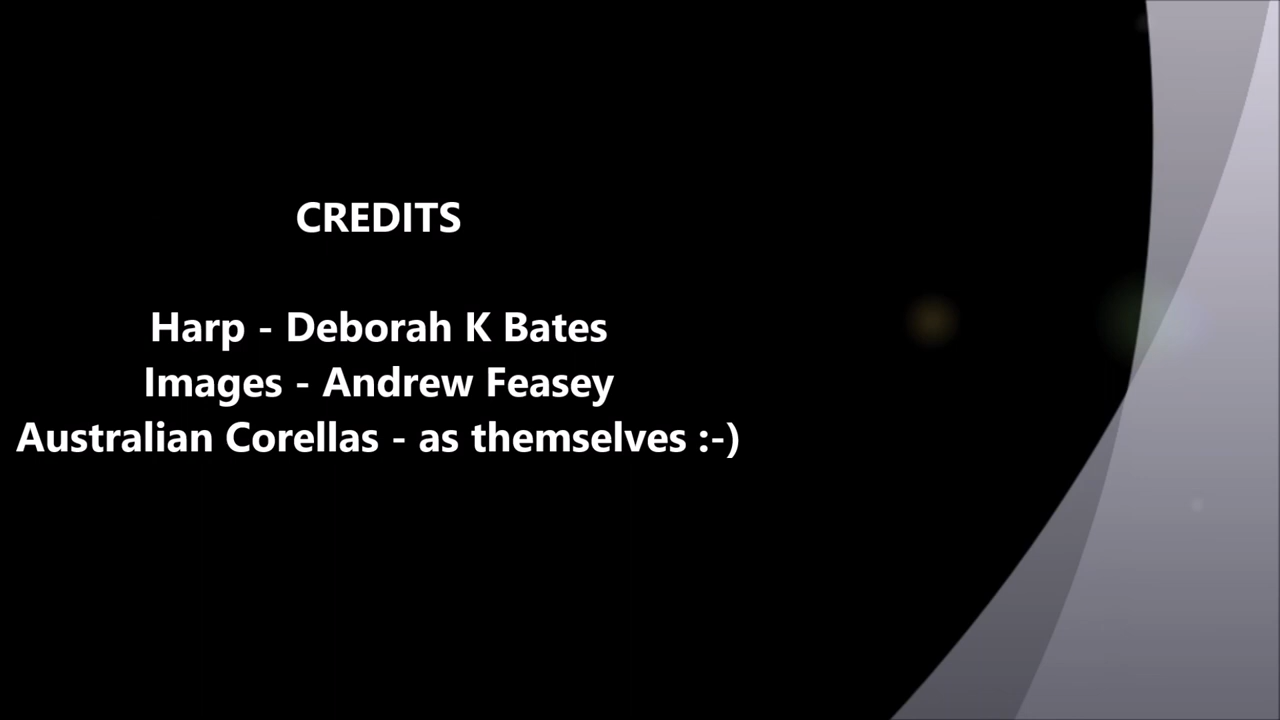 CREDITS
Harp - Deborah K Bates
Images - Andrew Feasey
Australian Corellas - as themselves :-)